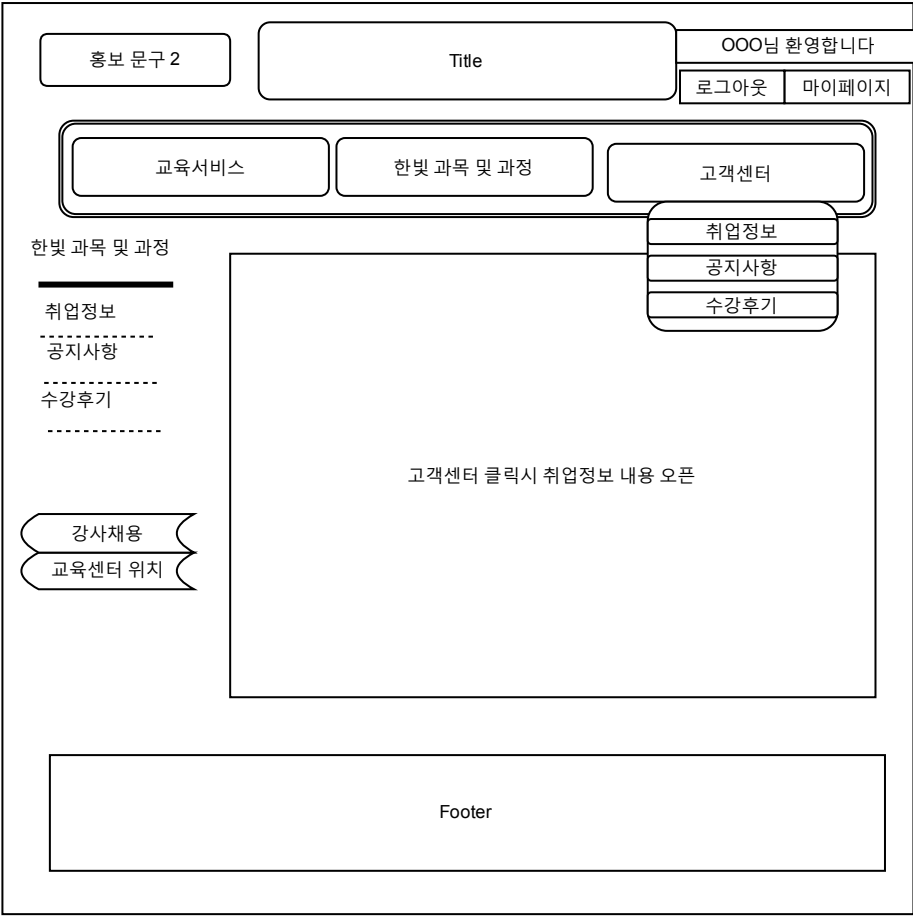 홍보 문구 2
Title
OOO님 환영합니다
로그아웃
마이페이지
교육서비스
한빛 과목 및 과정
고객센터
취업정보
공지사항
수강후기
한빛 과목 및 과정
취업정보
공지사항
수강후기
고객센터 클릭시 취업정보 내용 오픈
강사채용
교육센터 위치
Footer